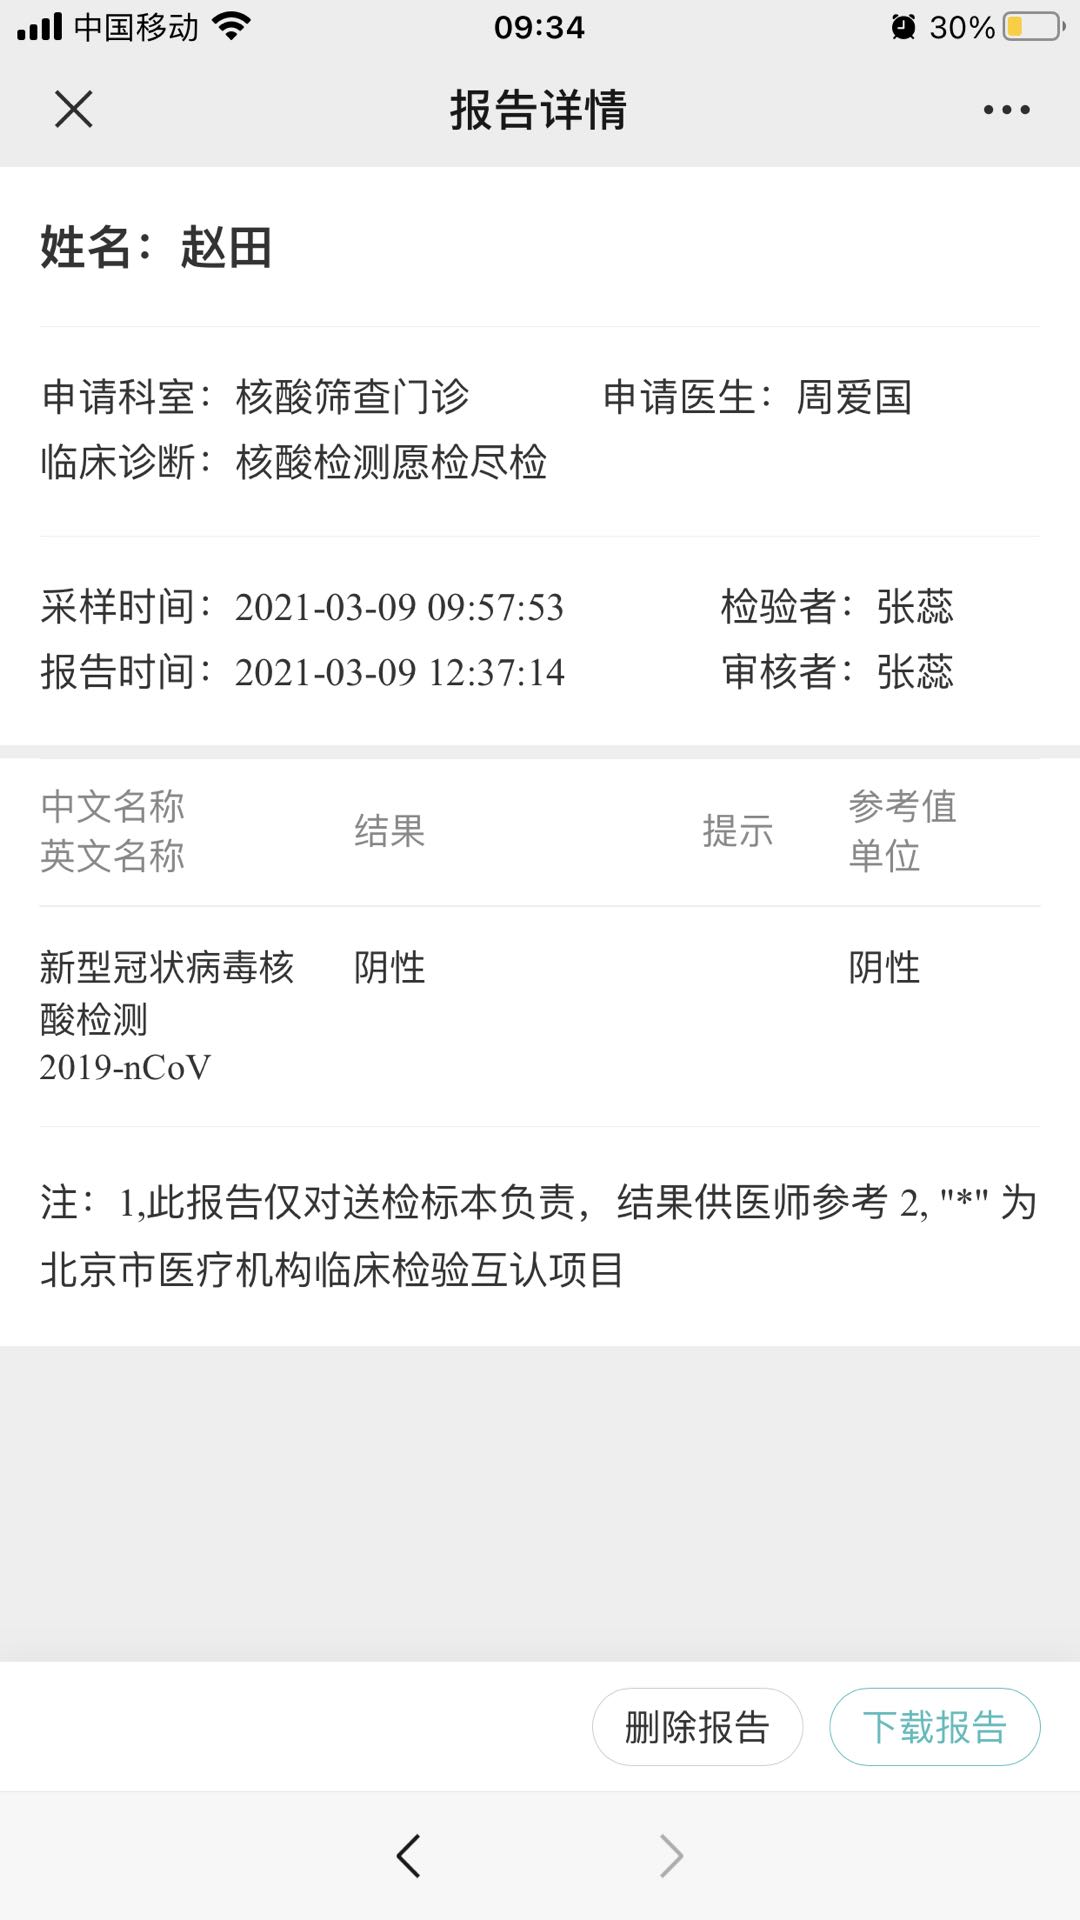 中国移动 09:34 30%
报告详情
姓名：赵田
申请科室：核酸筛查门诊 申请医生：周爱国
临床诊断：核酸检测愿检尽检
采样时间：2021-03-09 09:57:53 检验者：张蕊
报告时间：2021-03-09 12:37:14 审核者：张蕊
中文名称 结果 提示 参考值
英文名称 单位
新型冠状病毒核 阴性 阴性
酸检测
2019-nCoV
注：1,此报告仅对送检标本负责，结果供医师参考 2, "*" 为
北京市医疗机构临床检验互认项目
删除报告 下载报告